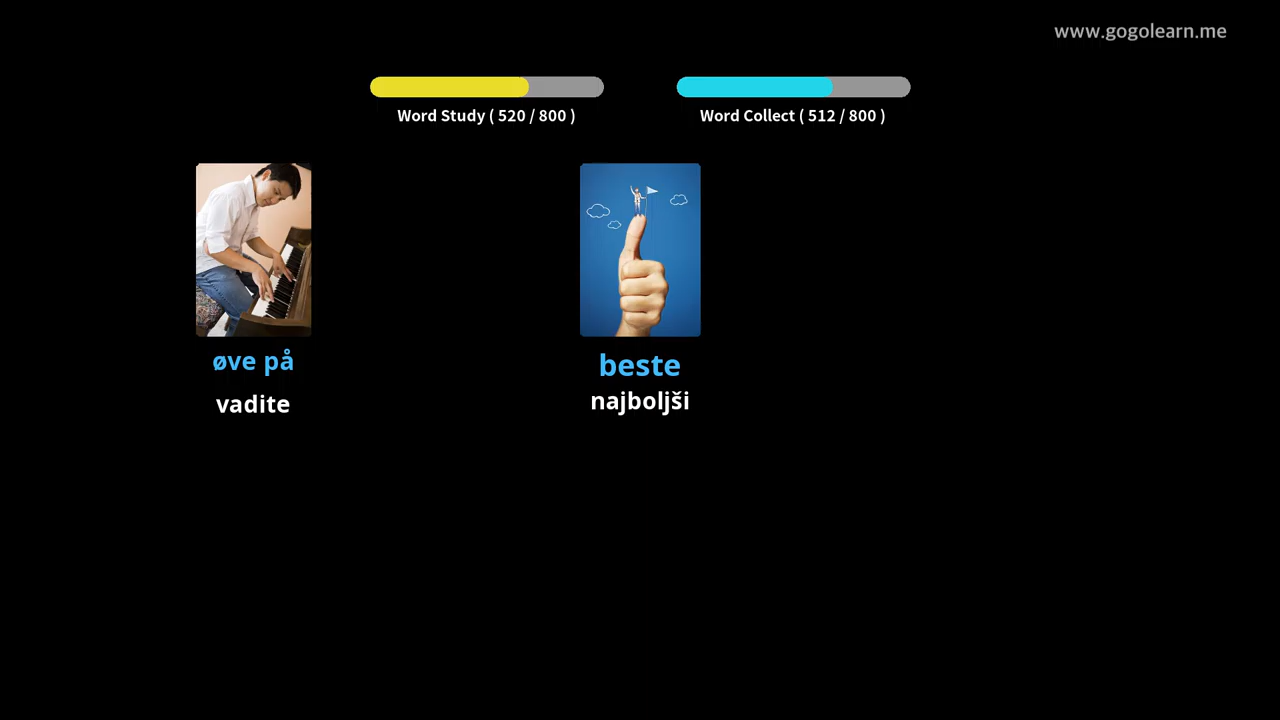 www.gogolearn.me
Word Study ( 520 / 800 )
Word Collect ( 512 / 800 )
øve på
vadite
beste
najboljši